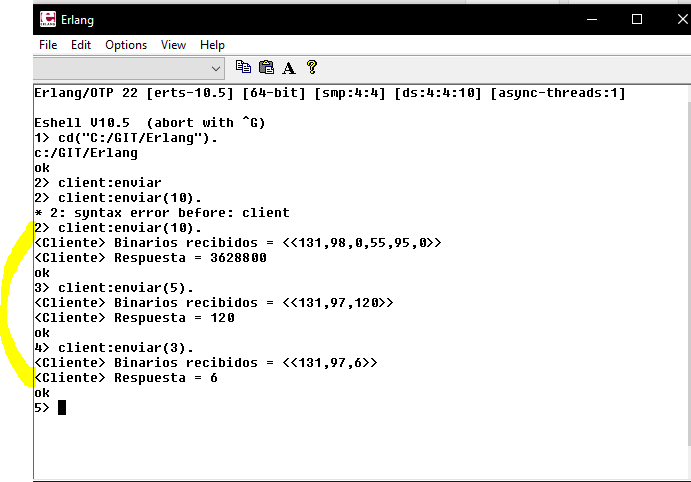 Erlang
File Edit Options View Help
Erlang/OTP 22 [erts-10.5] [64-bit] [smp:4:4] [ds:4:4:10] [async-threads:1]
Eshell V10.5  (abort with ^G)
1> cd("C:/GIT/Erlang").
c:/GIT/Erlang
ok
2> client:enviar
2> client:enviar(10).
* 2: syntax error before: client
2> client:enviar(10).
<Cliente> Binarios recibidos = <<131,98,0,55,95,0>>
<Cliente> Respuesta = 3628800
ok
3> client:enviar(5).
<Cliente> Binarios recibidos = <<131,97,120>>
<Cliente> Respuesta = 120
ok
4> client:enviar(3).
<Cliente> Binarios recibidos = <<131,97,6>>
<Cliente> Respuesta = 6
ok
5>